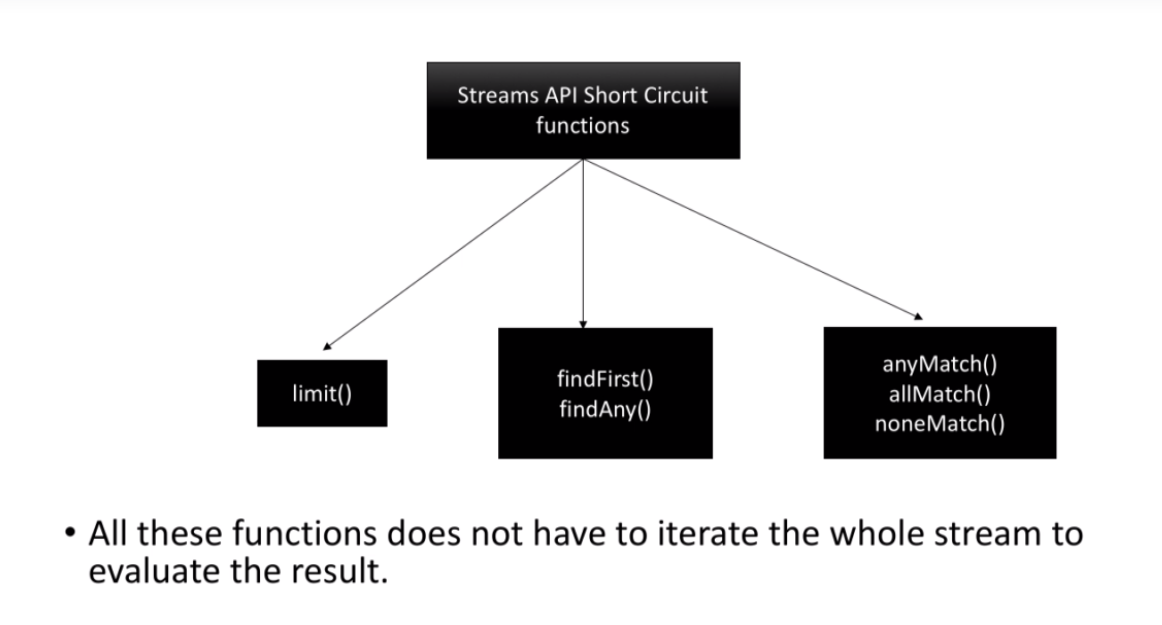 Streams API Short Circuit
functions
limit()
findFirst()
findAny()
anyMatch()
allMatch()
noneMatch()
• All these functions does not have to iterate the whole stream to
evaluate the result.